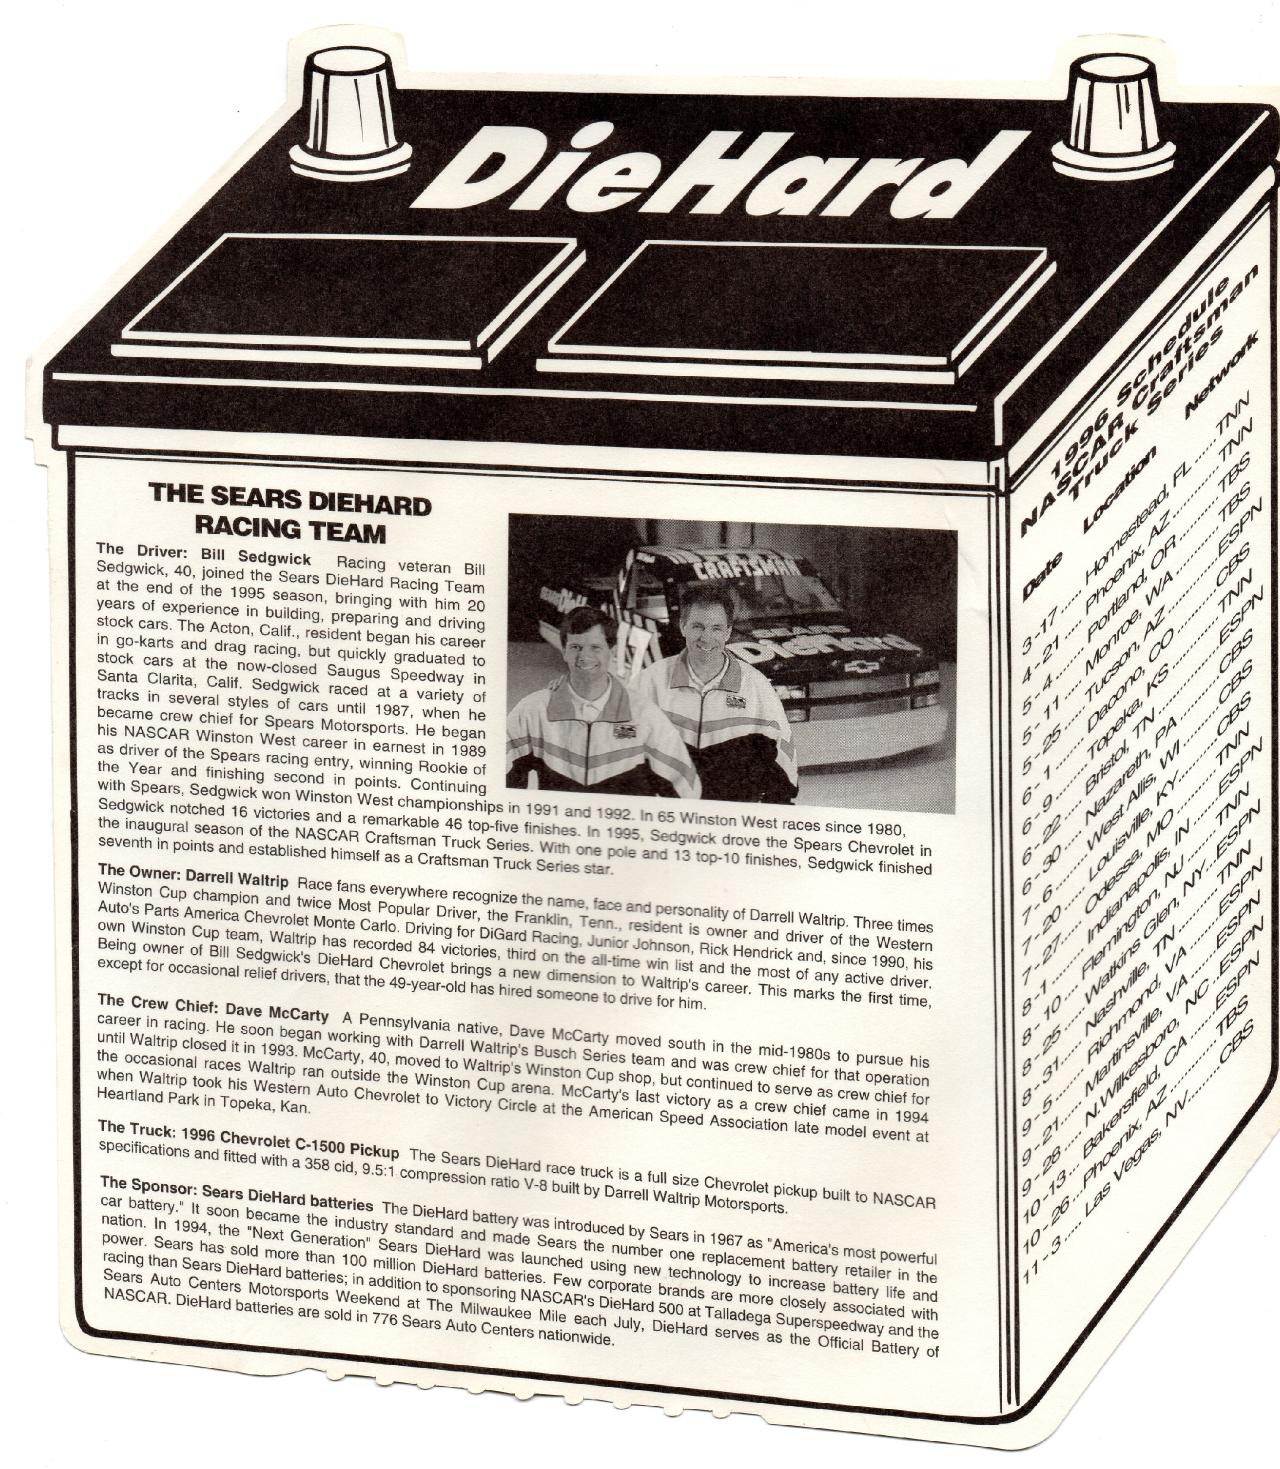 DieHard
THE SEARS DIEHARD
RACING TEAM
The Driver: Bill Sedgwick Racing veteran Bill
Sedgwick, 40, joined the Sears DieHard Racing Team
at the end of the 1995 season, bringing with him 20
years of experience in building, preparing and driving
stock cars. The Acton, Calif., resident began his career
in go-karts and drag racing, but quickly graduated to
stock cars at the now-closed Saugus Speedway in
Santa Clarita, Calif. Sedgwick raced at a variety of
tracks in several styles of cars until 1987, when he
became crew chief for Spears Motorsports. He began
his NASCAR Winston West career in earnest in 1989
as driver of the Spears racing entry, winning Rookie of
the Year and finishing second in points. Continuing
with Spears, Sedgwick won Winston West championships in 1991 and 1992. In 65 Winston West races since 1980,
Sedgwick notched 16 victories and a remarkable 46 top-five finishes. In 1995, Sedgwick drove the Spears Chevrolet in
the inaugural season of the NASCAR Craftsman Truck Series. With one pole and 13 top-10 finishes, Sedgwick finished
seventh in points and established himself as a Craftsman Truck Series star.
CRAFTSMAN
DieHard
The Owner: Darrell Waltrip Race fans everywhere recognize the name, face and personality of Darrell Waltrip. Three times
Winston Cup champion and twice Most Popular Driver, the Franklin, Tenn., resident is owner and driver of the Western
Auto's Parts America Chevrolet Monte Carlo. Driving for DiGard Racing, Junior Johnson, Rick Hendrick and, since 1990, his
own Winston Cup team, Waltrip has recorded 84 victories, third on the all-time win list and the most of any active driver.
Being owner of Bill Sedgwick's DieHard Chevrolet brings a new dimension to Waltrip's career. This marks the first time,
except for occasional relief drivers, that the 49-year-old has hired someone to drive for him.
The Crew Chief: Dave McCarty A Pennsylvania native, Dave McCarty moved south in the mid-1980s to pursue his
career in racing. He soon began working with Darrell Waltrip's Busch Series team and was crew chief for that operation
until Waltrip closed it in 1993. McCarty, 40, moved to Waltrip's Winston Cup shop, but continued to serve as crew chief for
the occasional races Waltrip ran outside the Winston Cup arena. McCarty's last victory as a crew chief came in 1994
when Waltrip took his Western Auto Chevrolet to Victory Circle at the American Speed Association late model event at
Heartland Park in Topeka, Kan.
The Truck: 1996 Chevrolet C-1500 Pickup The Sears DieHard race truck is a full size Chevrolet pickup built to NASCAR
specifications and fitted with a 358 cid, 9.5:1 compression ratio V-8 built by Darrell Waltrip Motorsports.
The Sponsor: Sears DieHard batteries The DieHard battery was introduced by Sears in 1967 as "America's most powerful
car battery." It soon became the industry standard and made Sears the number one replacement battery retailer in the
nation. In 1994, the "Next Generation" Sears DieHard was launched using new technology to increase battery life and
power. Sears has sold more than 100 million DieHard batteries. Few corporate brands are more closely associated with
racing than Sears DieHard batteries; in addition to sponsoring NASCAR's DieHard 500 at Talladega Superspeedway and the
Sears Auto Centers Motorsports Weekend at The Milwaukee Mile each July, DieHard serves as the Official Battery of
NASCAR. DieHard batteries are sold in 776 Sears Auto Centers nationwide.
1996 Schedule
NASCAR Craftsman
Truck Series
Date Location Network
3-17 .... Homestead, FL .... TNN
4-21 .... Phoenix, AZ .... TNN
5-4 .... Portland, OR .... TBS
5-11 .... Monroe, WA .... TBS
5-25 .... Tucson, AZ .... ESPN
6-1 .... Dacono, CO .... CBS
6-9 .... Topeka, KS .... TNN
6-22 .... Bristol, TN .... ESPN
6-30 .... Nazareth, PA .... CBS
7-6 .... West Allis, WI .... CBS
7-20 .... Louisville, KY .... CBS
7-27 .... Odessa, MO .... TNN
8-1 .... Indianapolis, IN .... ESPN
8-10 .... Flemington, NJ .... TNN
8-25 .... Watkins Glen, NY .. ESPN
8-31 .... Nashville, TN .... TNN
9-5 .... Richmond, VA .... ESPN
9-21 .... Martinsville, VA .... ESPN
9-28 .... N.Wilkesboro, NC .. ESPN
10-13 ... Bakersfield, CA .... ESPN
10-26 ... Phoenix, AZ .... TBS
11-3 .... Las Vegas, NV .... CBS